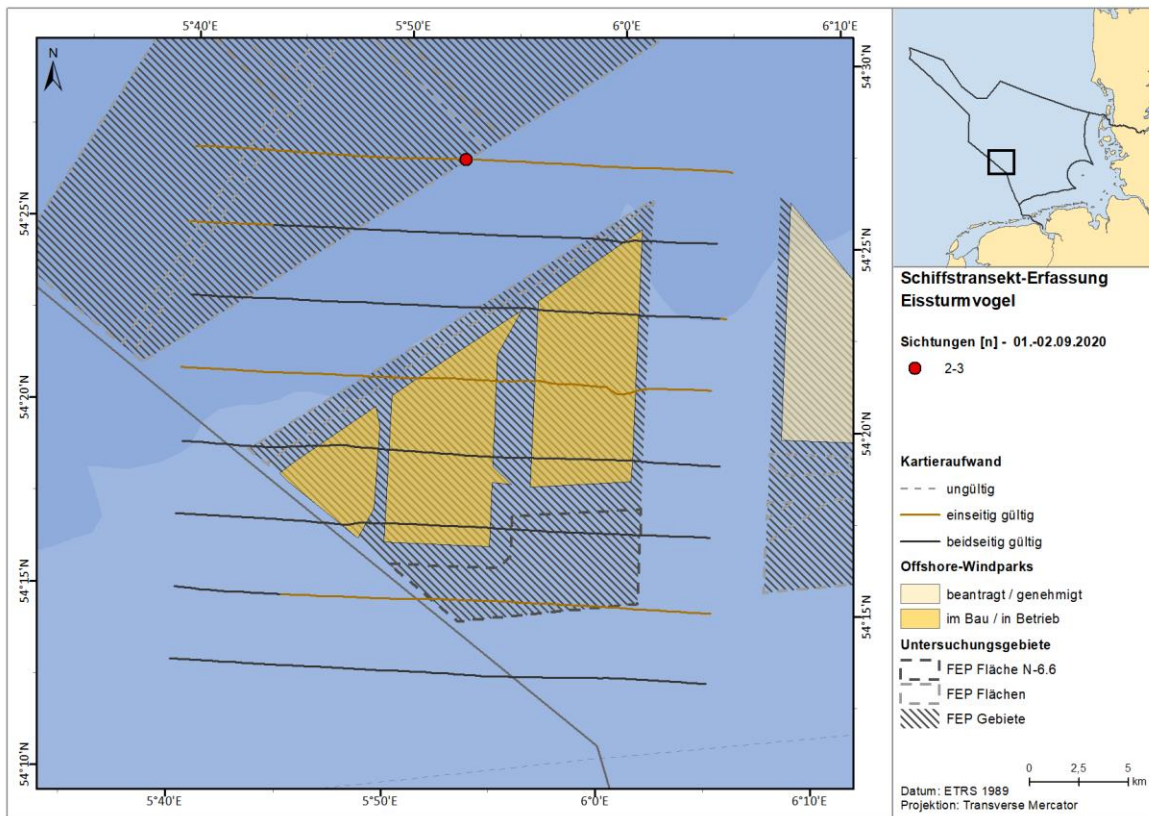 5°40'E
5°50'E
6°0'E
6°10'E
N
54°30'N
54°25'N
54°25'N
54°20'N
54°20'N
54°15'N
54°15'N
54°10'N
5°40'E
5°50'E
6°0'E
6°10'E
Schiffstransekt-Erfassung
Eissturmvogel
Sichtungen [n] - 01.-02.09.2020
2-3
Kartieraufwand
ungültig
einseitig gültig
beidseitig gültig
Offshore-Windparks
beantragt / genehmigt
im Bau / in Betrieb
Untersuchungsgebiete
FEP Fläche N-6.6
FEP Flächen
FEP Gebiete
0 2,5 5
km
Datum: ETRS 1989
Projektion: Transverse Mercator